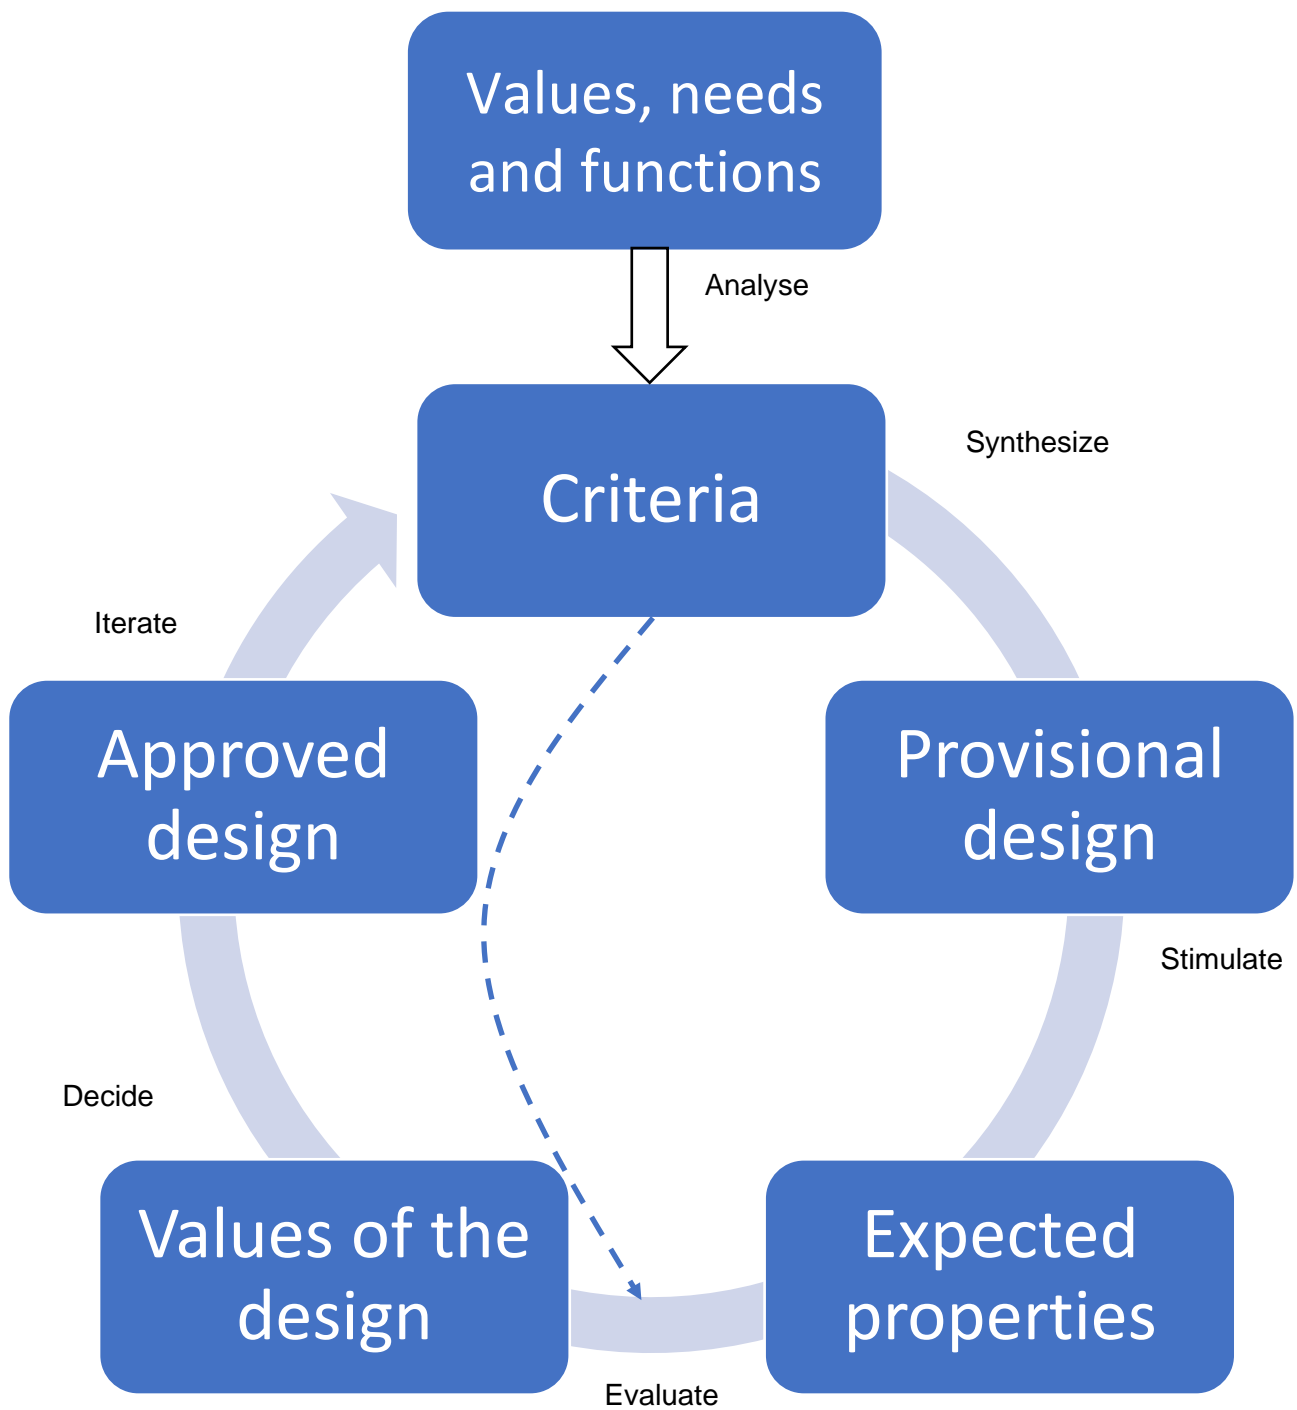 Values, needs
and functions
Analyse
Criteria
Synthesize
Iterate
Approved
design
Provisional
design
Stimulate
Decide
Values of the
design
Expected
properties
Evaluate